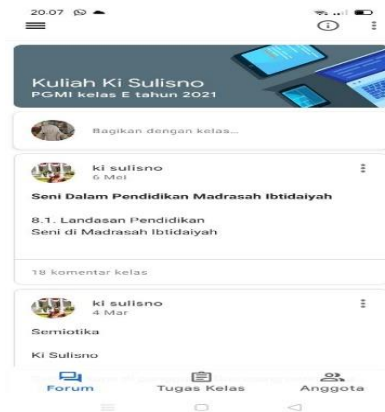 20.07
Kuliah Ki Sulisno
PGMI kelas E tahun 2021
Bagikan dengan kelas...
ki sulisno
6 Mei
Seni Dalam Pendidikan Madrasah Ibtidaiyah
8.1. Landasan Pendidikan
Seni di Madrasah Ibtidaiyah
18 komentar kelas
ki sulisno
4 Mar
Semiotika
Ki Sulisno
Forum
Tugas Kelas
Anggota